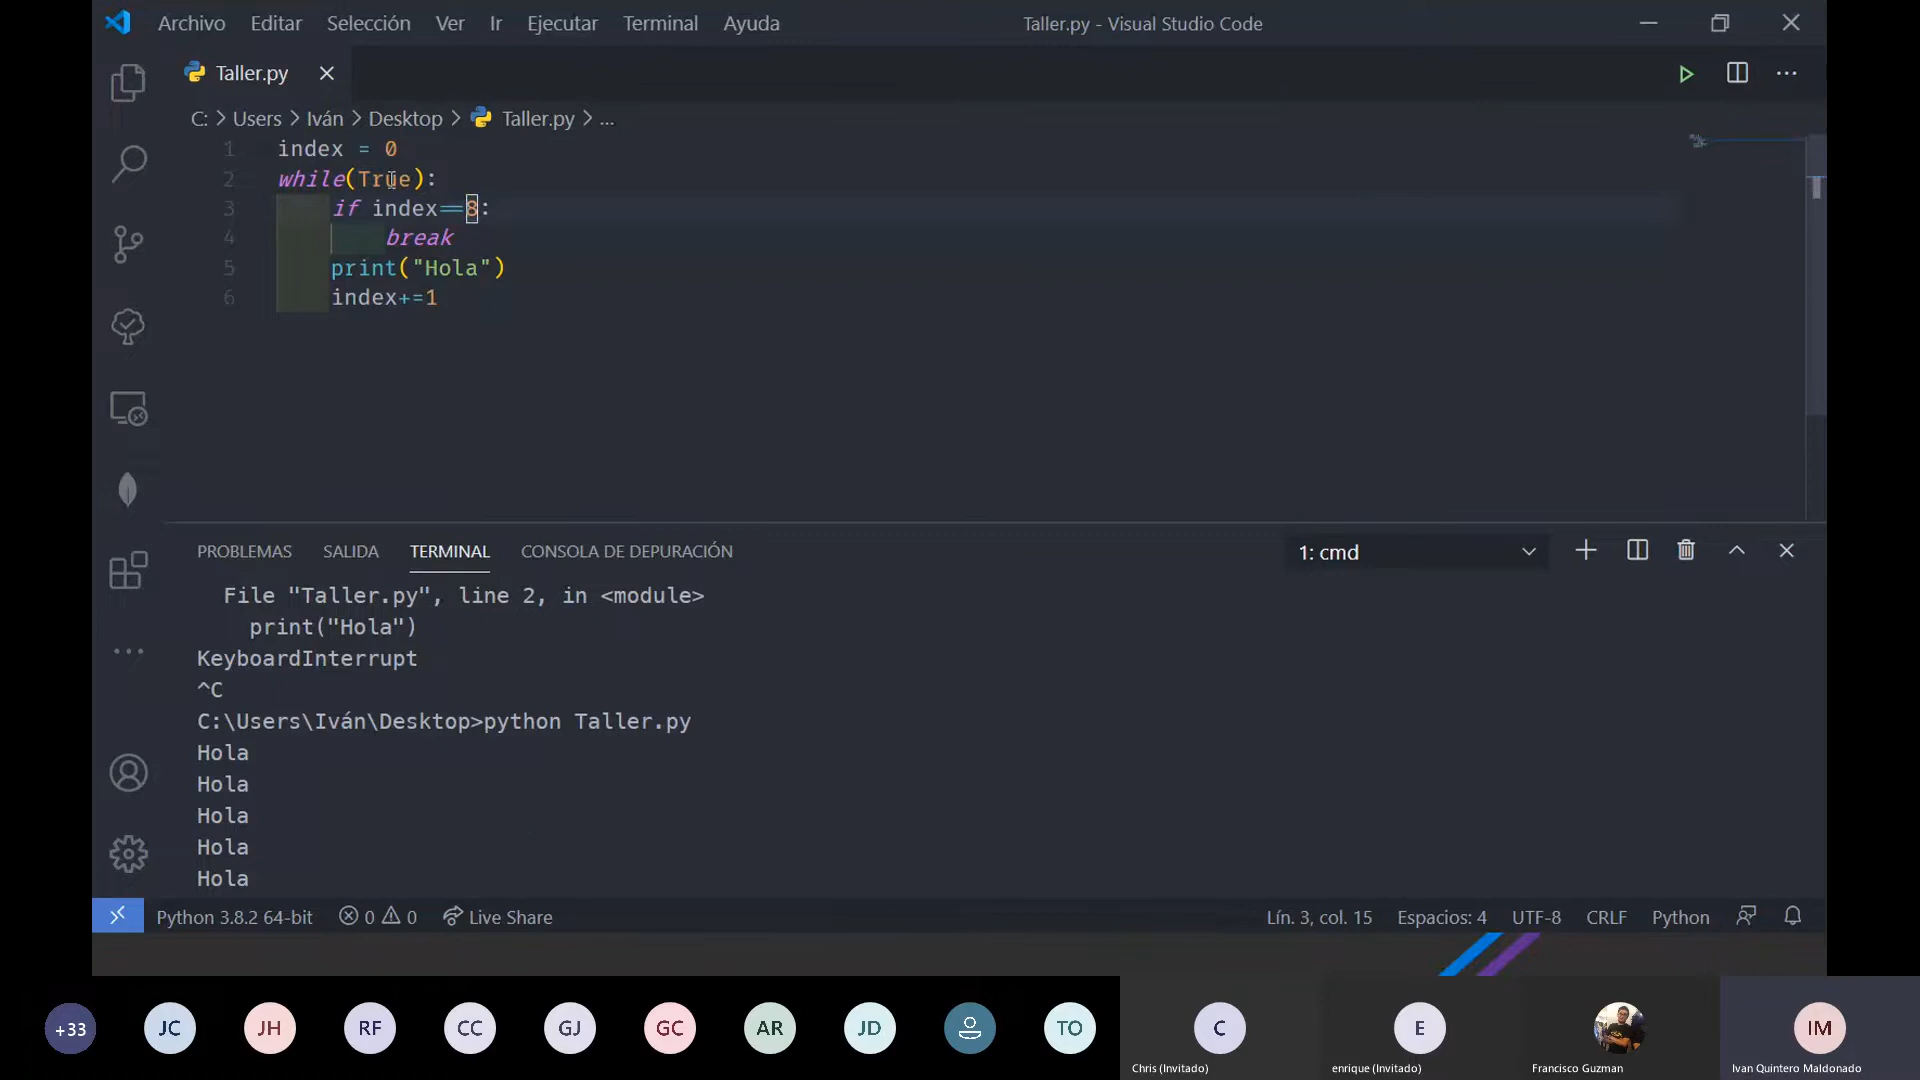 Archivo Editar Selección Ver Ir Ejecutar Terminal Ayuda Taller.py - Visual Studio Code
Taller.py
C: > Users > Iván > Desktop > Taller.py > ...
1 index = 0
2 while(True):
3 if index==8:
4 break
5 print("Hola")
6 index+=1
PROBLEMAS SALIDA TERMINAL CONSOLA DE DEPURACIÓN 1: cmd
File "Taller.py", line 2, in <module>
print("Hola")
KeyboardInterrupt
^C
C:\Users\Iván\Desktop>python Taller.py
Hola
Hola
Hola
Hola
Hola
Python 3.8.2 64-bit 0 0 Live Share Lín. 3, col. 15 Espacios: 4 UTF-8 CRLF Python
+33 JC JH RF CC GJ GC AR JD TO C E IM
Chris (Invitado) enrique (Invitado) Francisco Guzman Ivan Quintero Maldonado